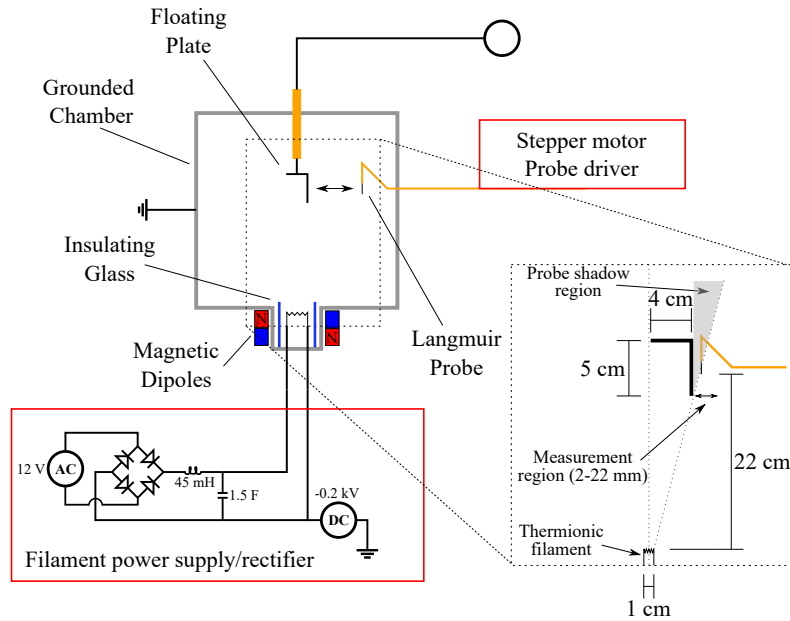 Floating
Plate
Grounded
Chamber
Stepper motor
Probe driver
Insulating
Glass
Probe shadow
region
4 cm
N
N
Magnetic
Dipoles
Langmuir
Probe
5 cm
Measurement
region (2-22 mm)
22 cm
12 V
AC
45 mH
1.5 F
-0.2 kV
DC
Filament power supply/rectifier
Thermionic
filament
1 cm